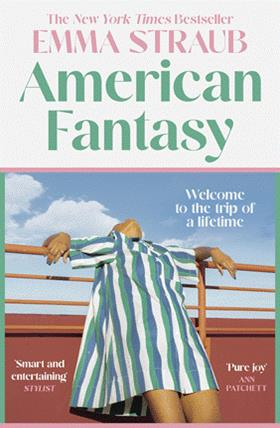 The New York Times Bestseller
EMMA STRAUB
American
Fantasy
Welcome
to the trip of
a lifetime
'Smart and
entertaining'
STYLIST
'Pure joy'
ANN
PATCHETT